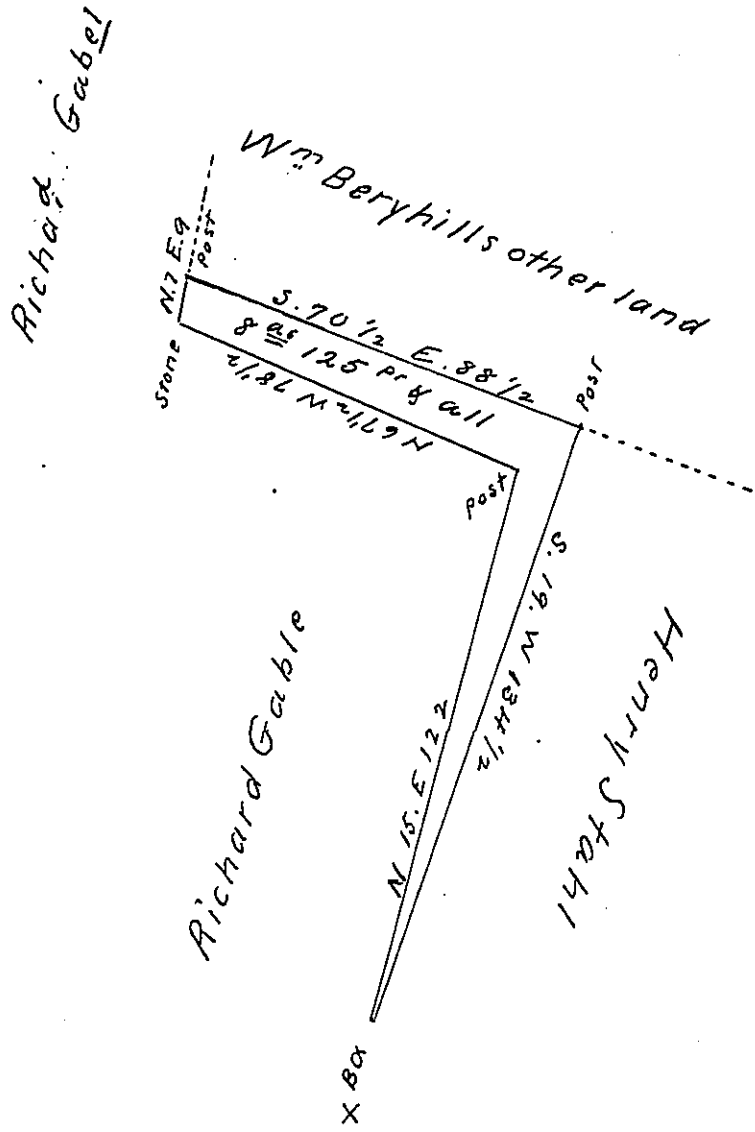 Richard Gabel
Wm Beryhills other land
N.7 E.9
post
stone
S.70 1/2 E.88 1/2
8 as 125 pr & all
N 67 1/2 W 78 1/2
post
post
S. 19. W 134 1/2
N 15. E 122
Richard Gable
Henry Stahl
X BO